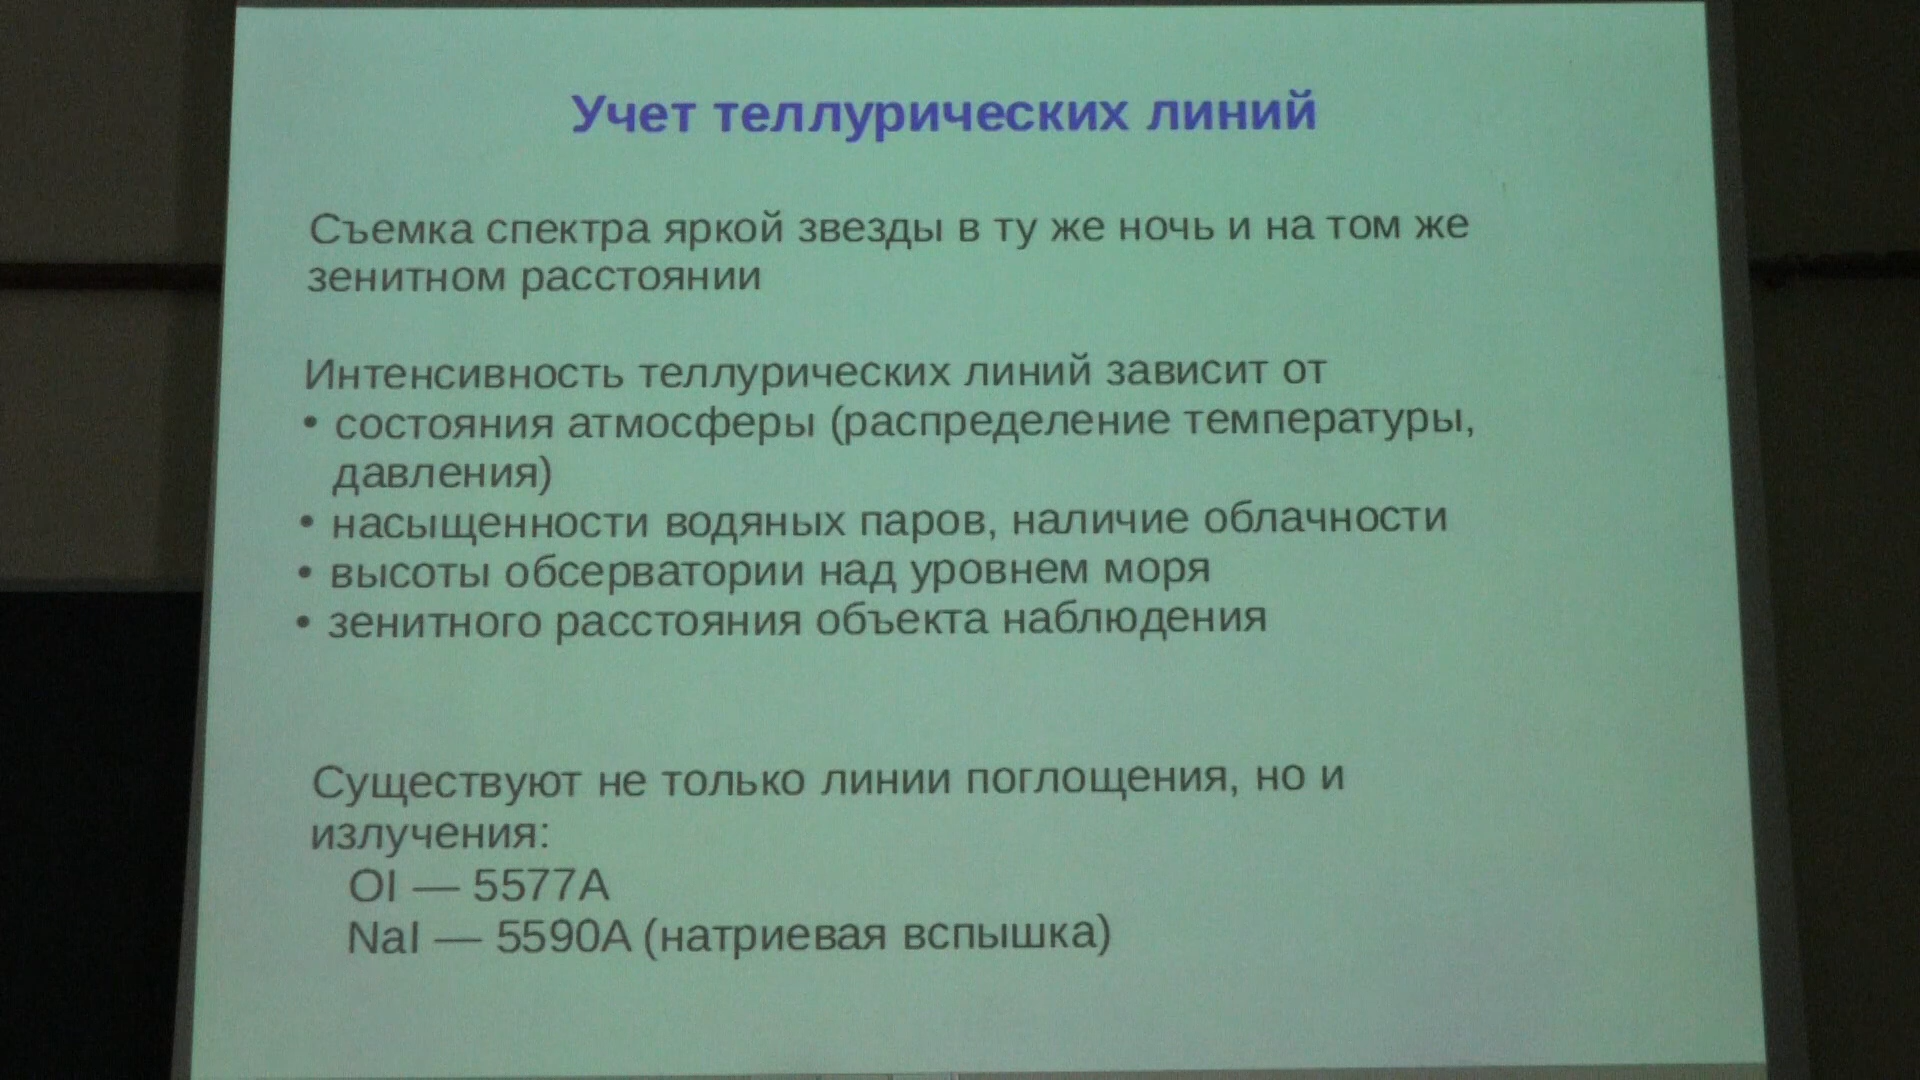 Учет теллурических линий
Съемка спектра яркой звезды в ту же ночь и на том же
зенитном расстоянии
Интенсивность теллурических линий зависит от
• состояния атмосферы (распределение температуры,
давления)
• насыщенности водяных паров, наличие облачности
• высоты обсерватории над уровнем моря
• зенитного расстояния объекта наблюдения
Существуют не только линии поглощения, но и
излучения:
OI — 5577A
NaI — 5590A (натриевая вспышка)